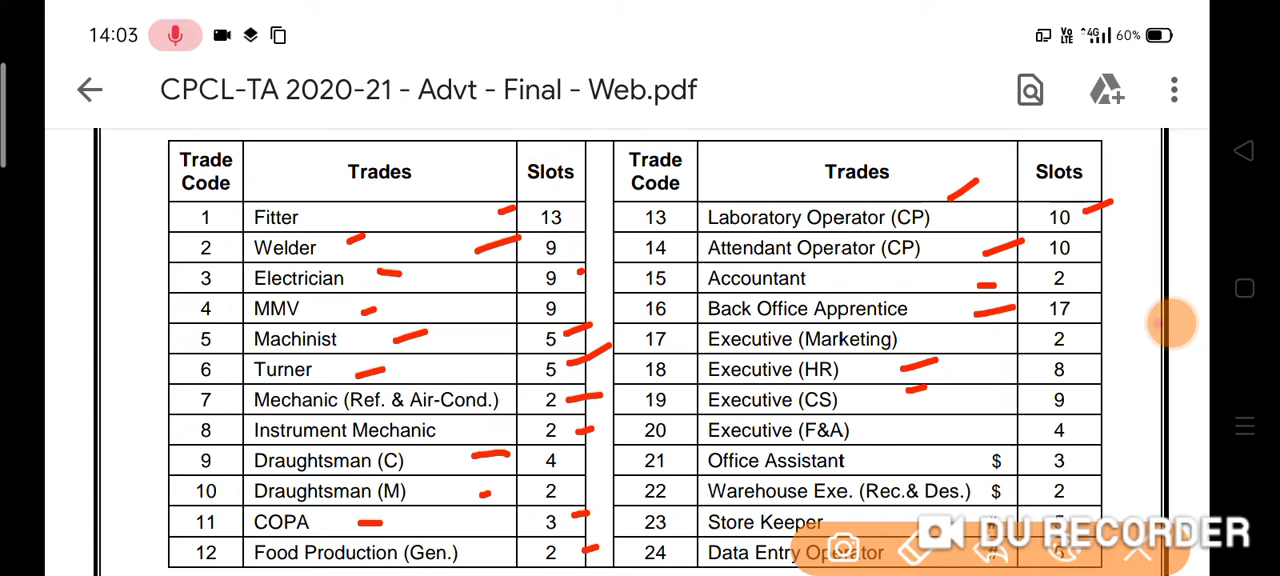 14:03
VO LTE 4G 60%
CPCL-TA 2020-21 - Advt - Final - Web.pdf
Trade Code Trades Slots Trade Code Trades Slots
1 Fitter 13 13 Laboratory Operator (CP) 10
2 Welder 9 14 Attendant Operator (CP) 10
3 Electrician 9 15 Accountant 2
4 MMV 9 16 Back Office Apprentice 17
5 Machinist 5 17 Executive (Marketing) 2
6 Turner 5 18 Executive (HR) 8
7 Mechanic (Ref. & Air-Cond.) 2 19 Executive (CS) 9
8 Instrument Mechanic 2 20 Executive (F&A) 4
9 Draughtsman (C) 4 21 Office Assistant $ 3
10 Draughtsman (M) 2 22 Warehouse Exe. (Rec.& Des.) $ 2
11 COPA 3 23 Store Keeper
12 Food Production (Gen.) 2 24 Data Entry Operator #
DU RECORDER